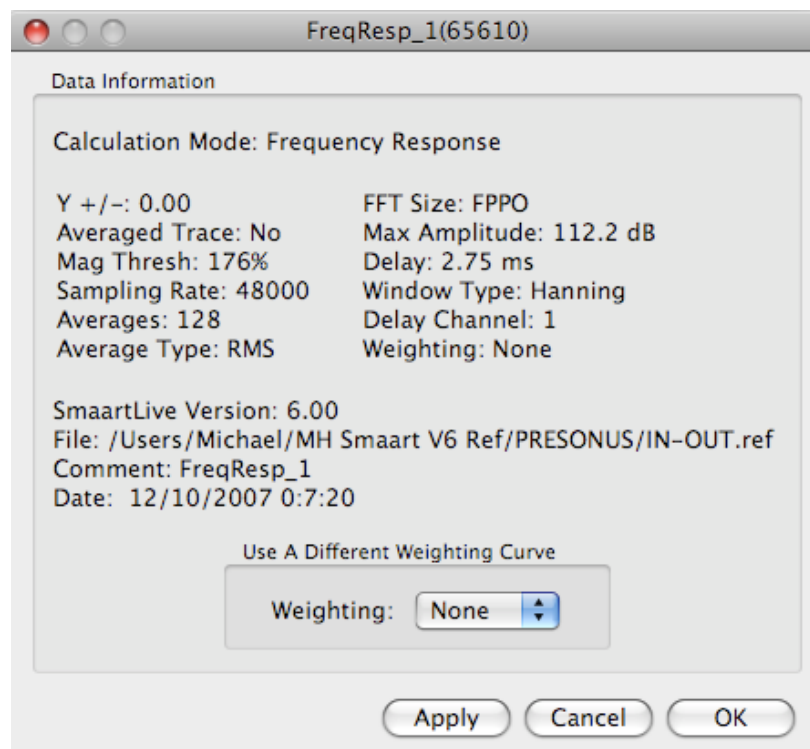 FreqResp_1(65610)
Data Information
Calculation Mode: Frequency Response
Y +/-: 0.00
Averaged Trace: No
Mag Thresh: 176%
Sampling Rate: 48000
Averages: 128
Average Type: RMS
FFT Size: FPPO
Max Amplitude: 112.2 dB
Delay: 2.75 ms
Window Type: Hanning
Delay Channel: 1
Weighting: None
SmaartLive Version: 6.00
File: /Users/Michael/MH Smaart V6 Ref/PRESONUS/IN-OUT.ref
Comment: FreqResp_1
Date: 12/10/2007 0:7:20
Use A Different Weighting Curve
Weighting: None
Apply Cancel OK